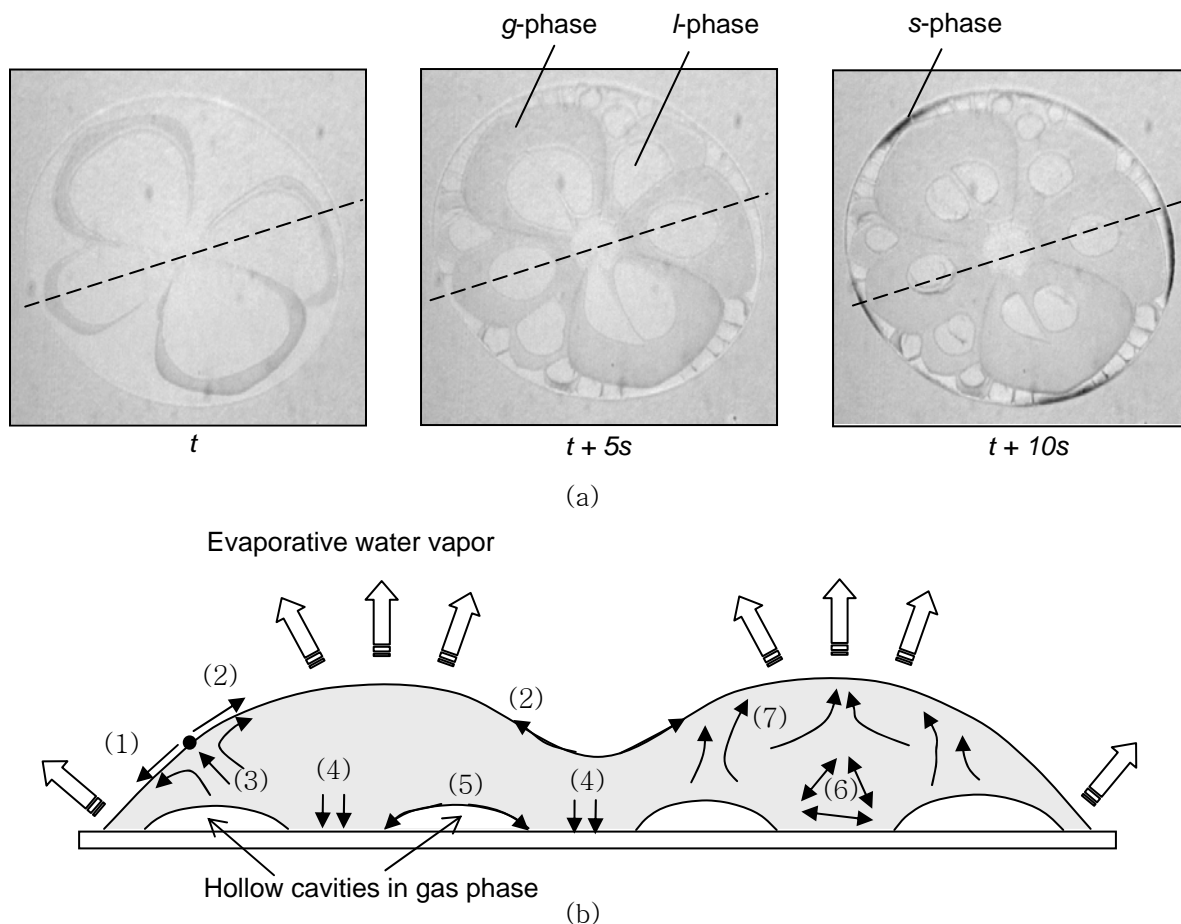 g-phase l-phase s-phase
t t + 5s t + 10s
(a)
Evaporative water vapor
(2) (2)
(1) (3) (4) (5) (4) (6) (7)
Hollow cavities in gas phase
(b)